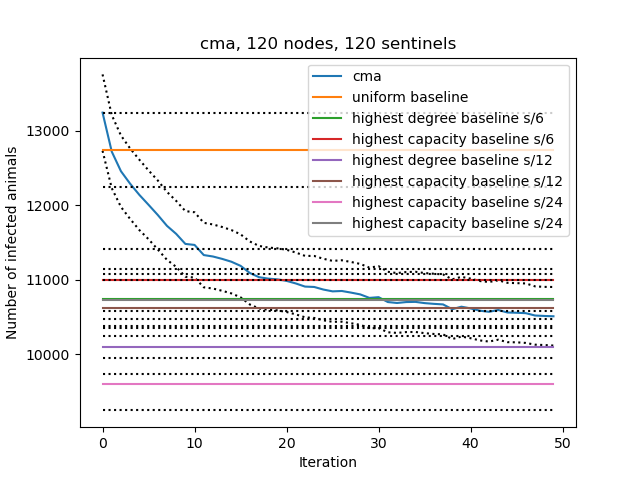 cma, 120 nodes, 120 sentinels
cma
uniform baseline
highest degree baseline s/6
highest capacity baseline s/6
highest degree baseline s/12
highest capacity baseline s/12
highest capacity baseline s/24
highest capacity baseline s/24
Number of infected animals
13000
12000
11000
10000
0 10 20 30 40 50
Iteration